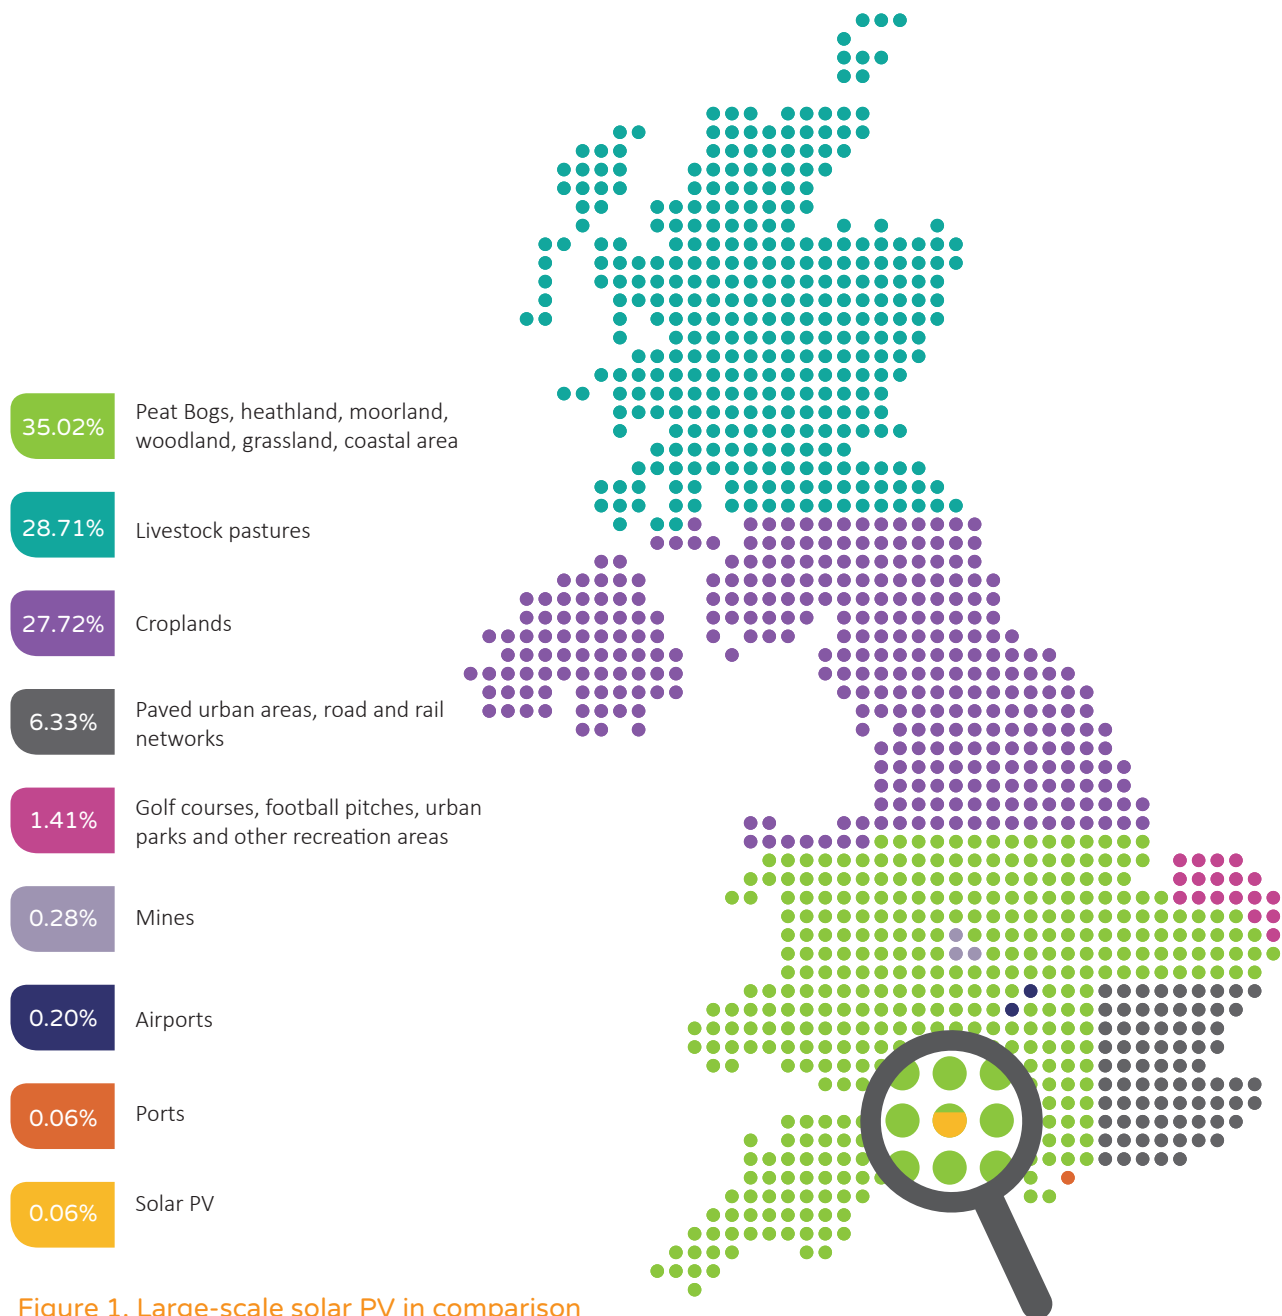 35.02%
Peat Bogs, heathland, moorland,
woodland, grassland, coastal area
28.71%
Livestock pastures
27.72%
Croplands
6.33%
Paved urban areas, road and rail
networks
1.41%
Golf courses, football pitches, urban
parks and other recreation areas
0.28%
Mines
0.20%
Airports
0.06%
Ports
0.06%
Solar PV
Figure 1. Large-scale solar PV in comparison